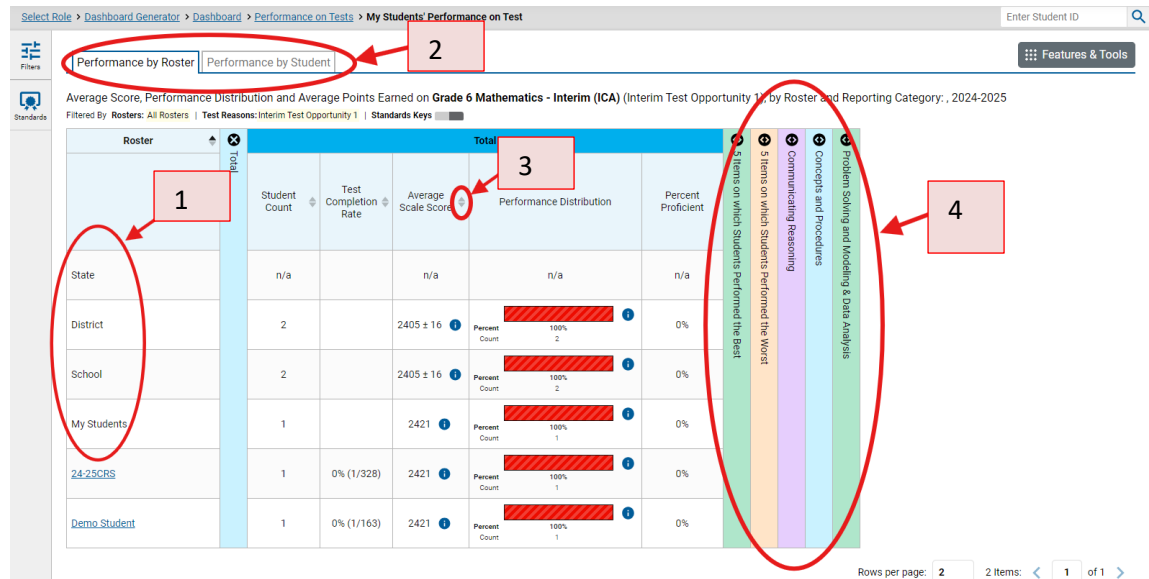 Select Role > Dashboard Generator > Dashboard > Performance on Tests > My Students' Performance on Test
Enter Student ID
Filters
Standards
Performance by Roster
Performance by Student
2
Features & Tools
Average Score, Performance Distribution and Average Points Earned on Grade 6 Mathematics - Interim (ICA) (Interim Test Opportunity 1), by Roster and Reporting Category: , 2024-2025
Filtered By Rosters: All Rosters | Test Reasons: Interim Test Opportunity 1 | Standards Keys
Roster
Total
Total
1
3
4
Student Count
Test Completion Rate
Average Scale Score
Performance Distribution
Percent Proficient
5 Items on which Students Performed the Best
5 Items on which Students Performed the Worst
Communicating Reasoning
Concepts and Procedures
Problem Solving and Modeling & Data Analysis
State n/a n/a n/a n/a
District 2 2405 ± 16 Percent 100% 0%
Count 2
School 2 2405 ± 16 Percent 100% 0%
Count 2
My Students 1 2421 Percent 100% 0%
Count 1
24-25CRS 1 0% (1/328) 2421 Percent 100% 0%
Count 1
Demo Student 1 0% (1/163) 2421 Percent 100% 0%
Count 1
Rows per page: 2 2 Items: 1 of 1